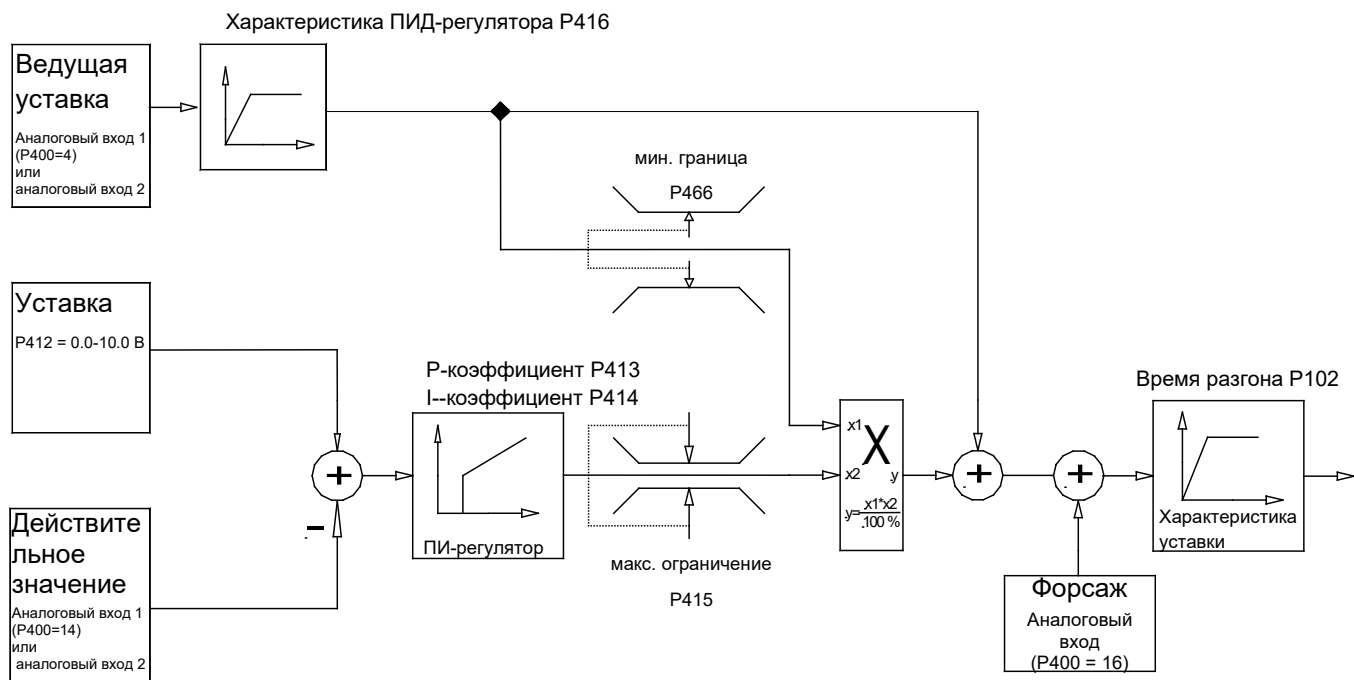 Характеристика ПИД-регулятора P416
Ведущая
уставка
Аналоговый вход 1
(P400=4)
или
аналоговый вход 2
мин. граница
P466
Уставка
P412 = 0.0-10.0 В
P-коэффициент P413
I--коэффициент P414
ПИ-регулятор
макс. ограничение
P415
x1
X
x2
y
y=x1*x2
100 %
+
-
+
+
Время разгона P102
Характеристика
уставки
Действите
льное
значение
Аналоговый вход 1
(P400=14)
или
аналоговый вход 2
Форсаж
Аналоговый
вход
(P400 = 16)